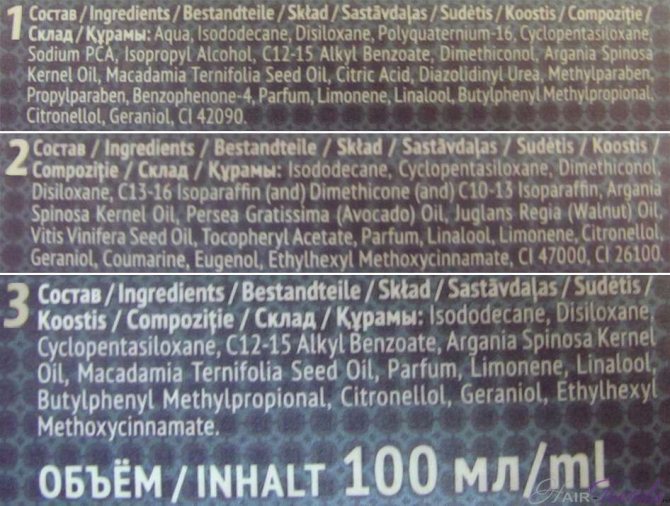 1 Состав / Ingredients / Bestandteile / Skład / Sastāvdaļas / Sudėtis / Koostis / Compoziţie /
Склад / Құрамы: Aqua, Isododecane, Disiloxane, Polyquaternium-16, Cyclopentasiloxane,
Sodium PCA, Isopropyl Alcohol, C12-15 Alkyl Benzoate, Dimethiconol, Argania Spinosa
Kernel Oil, Macadamia Ternifolia Seed Oil, Citric Acid, Diazolidinyl Urea, Methylparaben,
Propylparaben, Benzophenone-4, Parfum, Limonene, Linalool, Butylphenyl Methylpropional,
Citronellol, Geraniol, CI 42090.
2 Состав / Ingredients / Bestandteile / Skład / Sastāvdaļas / Sudėtis / Koostis /
Compoziţie / Склад / Құрамы: Isododecane, Cyclopentasiloxane, Dimethiconol,
Disiloxane, C13-16 Isoparaffin (and) Dimethicone (and) C10-13 Isoparaffin, Argania
Spinosa Kernel Oil, Persea Gratissima (Avocado) Oil, Juglans Regia (Walnut) Oil,
Vitis Vinifera Seed Oil, Tocopheryl Acetate, Parfum, Linalool, Limonene, Citronellol,
Geraniol, Coumarine, Eugenol, Ethylhexyl Methoxycinnamate, CI 47000, CI 26100.
3 Состав / Ingredients / Bestandteile / Skład / Sastāvdaļas / Sudėtis /
Koostis / Compoziţie / Склад / Құрамы: Isododecane, Disiloxane,
Cyclopentasiloxane, C12-15 Alkyl Benzoate, Argania Spinosa Kernel
Oil, Macadamia Ternifolia Seed Oil, Parfum, Limonene, Linalool,
Butylphenyl Methylpropional, Citronellol, Geraniol, Ethylhexyl
Methoxycinnamate.
ОБЪЁМ / INHALT 100 мл/ml